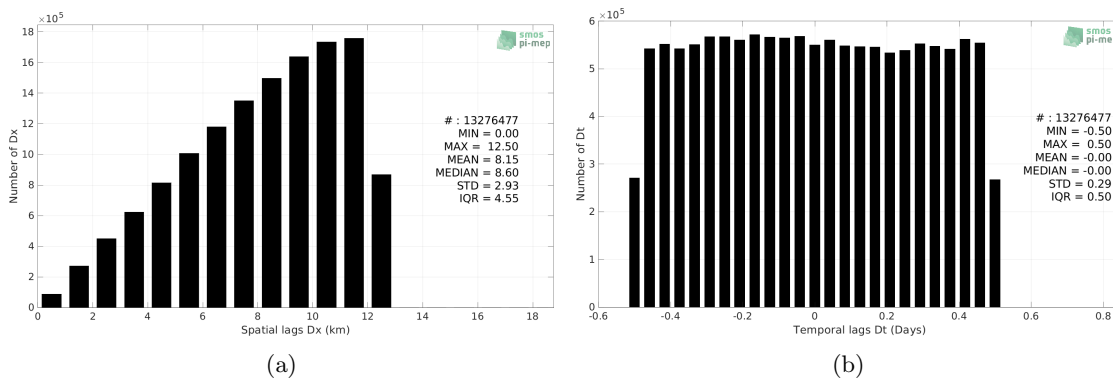 ×10⁵
18
16
14
12
10
8
6
4
2
0
Number of Dx
0 2 4 6 8 10 12 14 16 18
Spatial lags Dx (km)
smos
pi-mep
# : 13276477
MIN = 0.00
MAX = 12.50
MEAN = 8.15
MEDIAN = 8.60
STD = 2.93
IQR = 4.55
(a)
×10⁵
6
5
4
3
2
1
0
Number of Dt
-0.6 -0.4 -0.2 0 0.2 0.4 0.6 0.8
Temporal lags Dt (Days)
smos
pi-mep
# : 13276477
MIN = -0.50
MAX = 0.50
MEAN = -0.00
MEDIAN = -0.00
STD = 0.29
IQR = 0.50
(b)